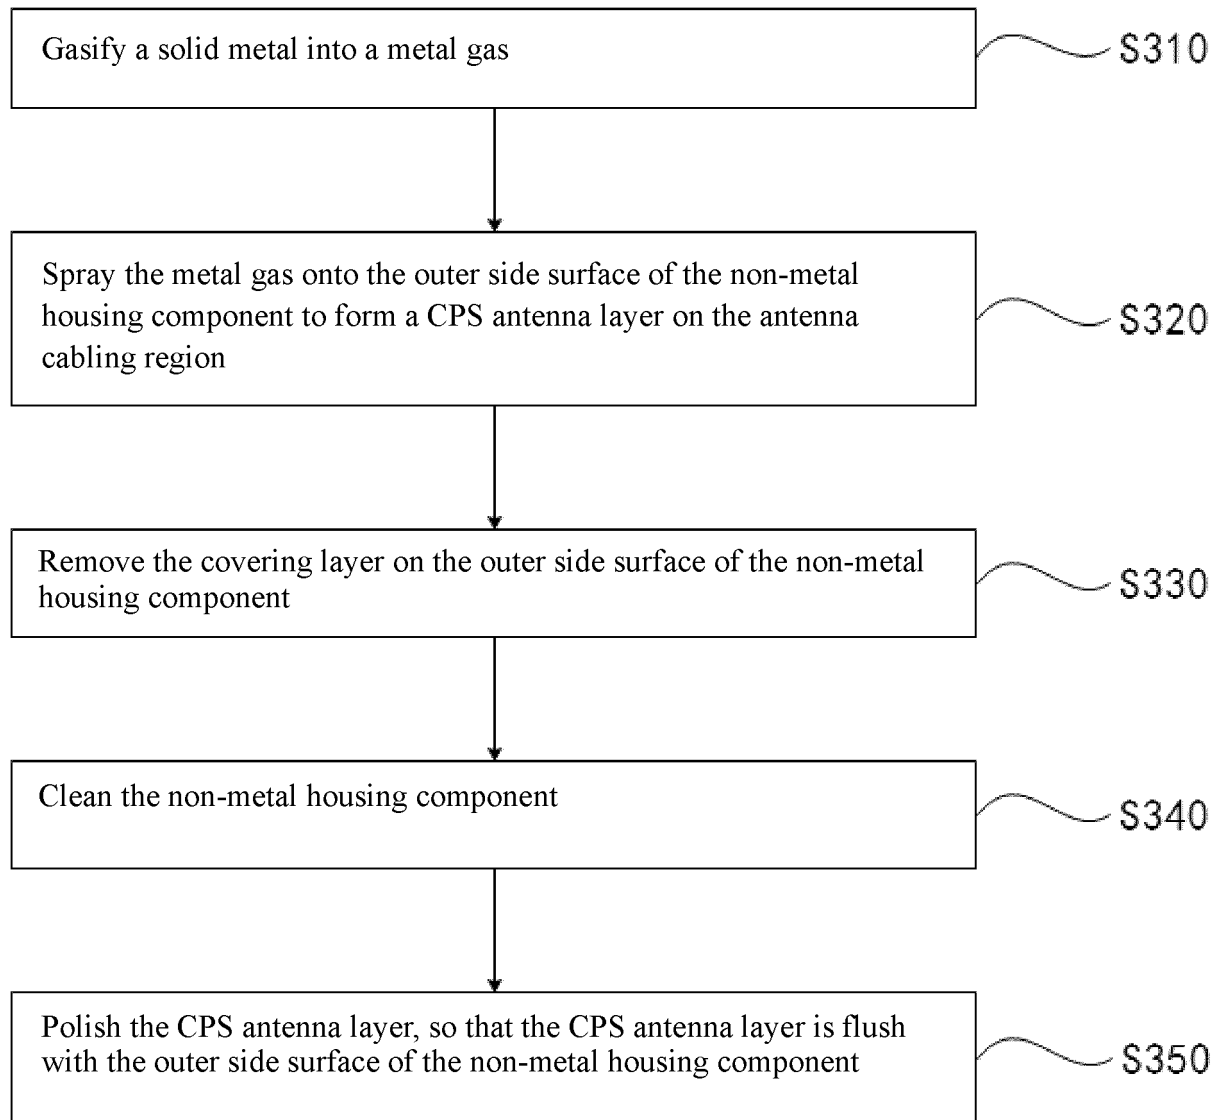 Gasify a solid metal into a metal gas
S310
Spray the metal gas onto the outer side surface of the non-metal
housing component to form a CPS antenna layer on the antenna
cabling region
S320
Remove the covering layer on the outer side surface of the non-metal
housing component
S330
Clean the non-metal housing component
S340
Polish the CPS antenna layer, so that the CPS antenna layer is flush
with the outer side surface of the non-metal housing component
S350